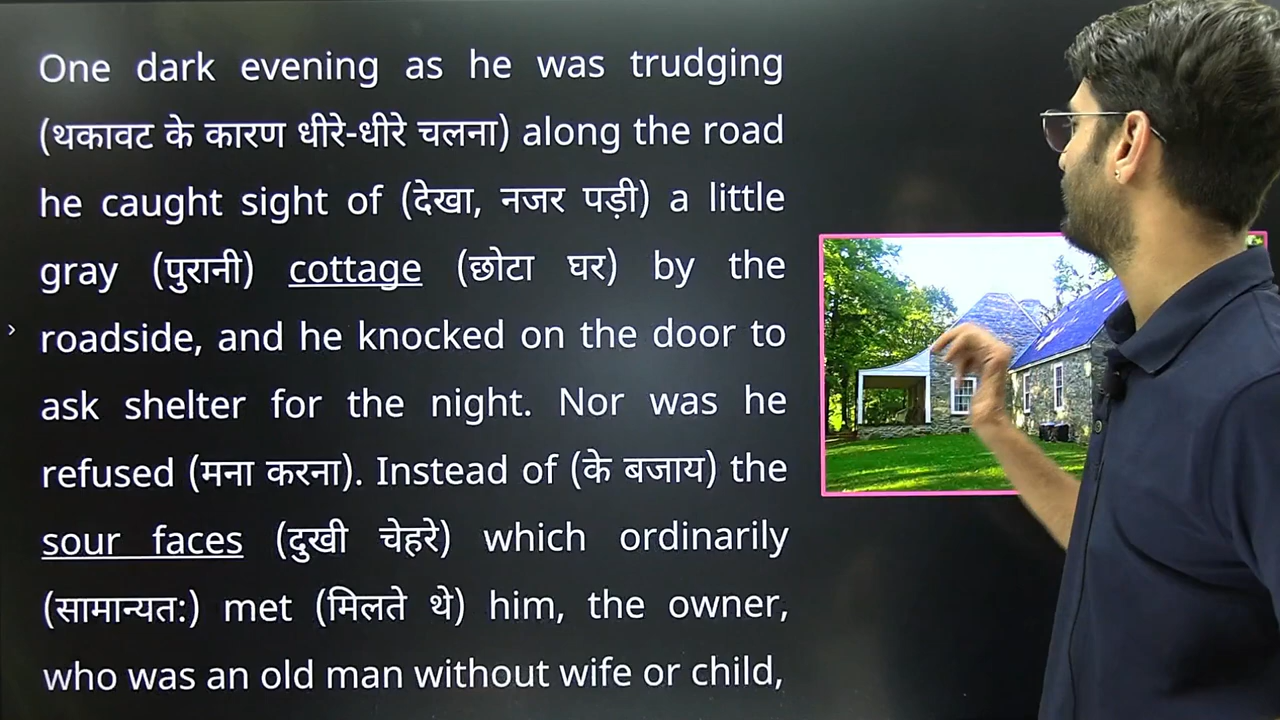 One dark evening as he was trudging
(थकावट के कारण धीरे-धीरे चलना) along the road
he caught sight of (देखा, नजर पड़ी) a little
gray (पुरानी) cottage (छोटा घर) by the
roadside, and he knocked on the door to
ask shelter for the night. Nor was he
refused (मना करना). Instead of (के बजाय) the
sour faces (दुखी चेहरे) which ordinarily
(सामान्यत:) met (मिलते थे) him, the owner,
who was an old man without wife or child,